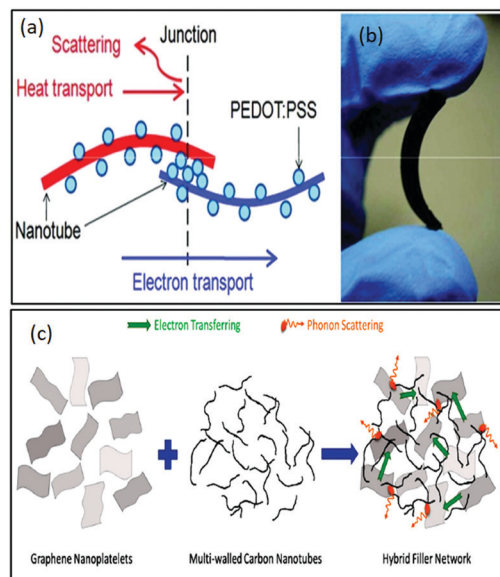 (a)
Scattering
Junction
Heat transport
PEDOT:PSS
Nanotube
Electron transport
(b)
(c)
Electron Transferring
Phonon Scattering
Graphene Nanoplatelets
Multi-walled Carbon Nanotubes
Hybrid Filler Network